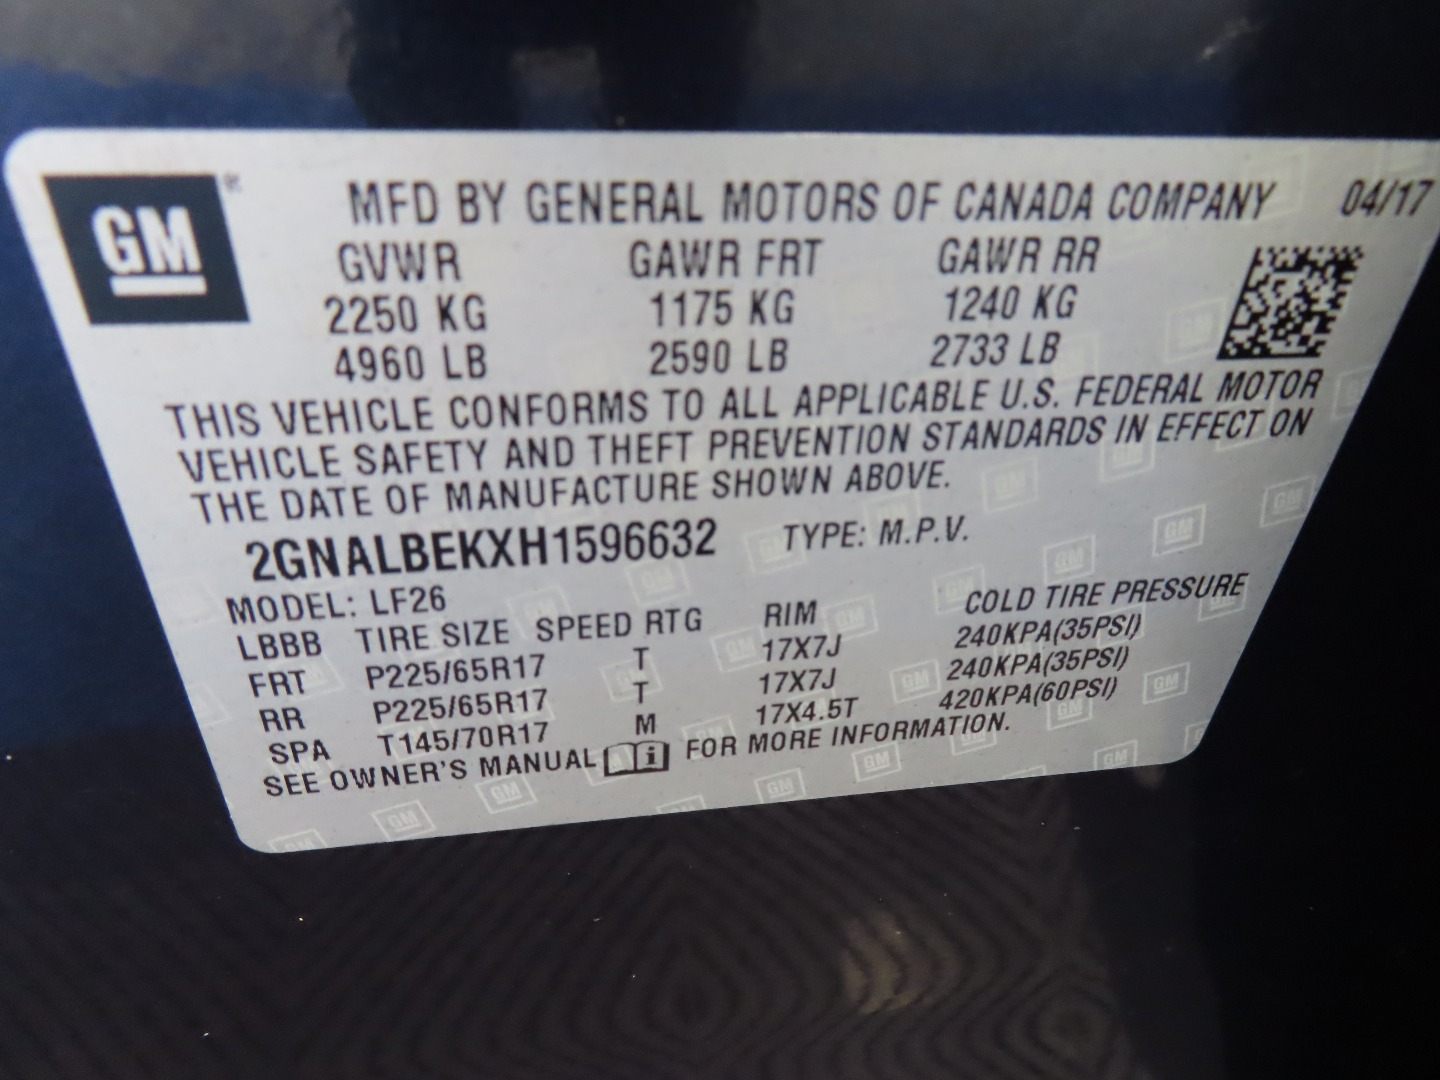 GM
MFD BY GENERAL MOTORS OF CANADA COMPANY 04/17
GVWR GAWR FRT GAWR RR
2250 KG 1175 KG 1240 KG
4960 LB 2590 LB 2733 LB
THIS VEHICLE CONFORMS TO ALL APPLICABLE U.S. FEDERAL MOTOR
VEHICLE SAFETY AND THEFT PREVENTION STANDARDS IN EFFECT ON
THE DATE OF MANUFACTURE SHOWN ABOVE.
2GNALBEKXH1596632 TYPE: M.P.V.
MODEL: LF26
LBBB TIRE SIZE SPEED RTG RIM COLD TIRE PRESSURE
FRT P225/65R17 T 17X7J 240KPA(35PSI)
RR P225/65R17 T 17X7J 240KPA(35PSI)
SPA T145/70R17 M 17X4.5T 420KPA(60PSI)
SEE OWNER'S MANUAL i FOR MORE INFORMATION.